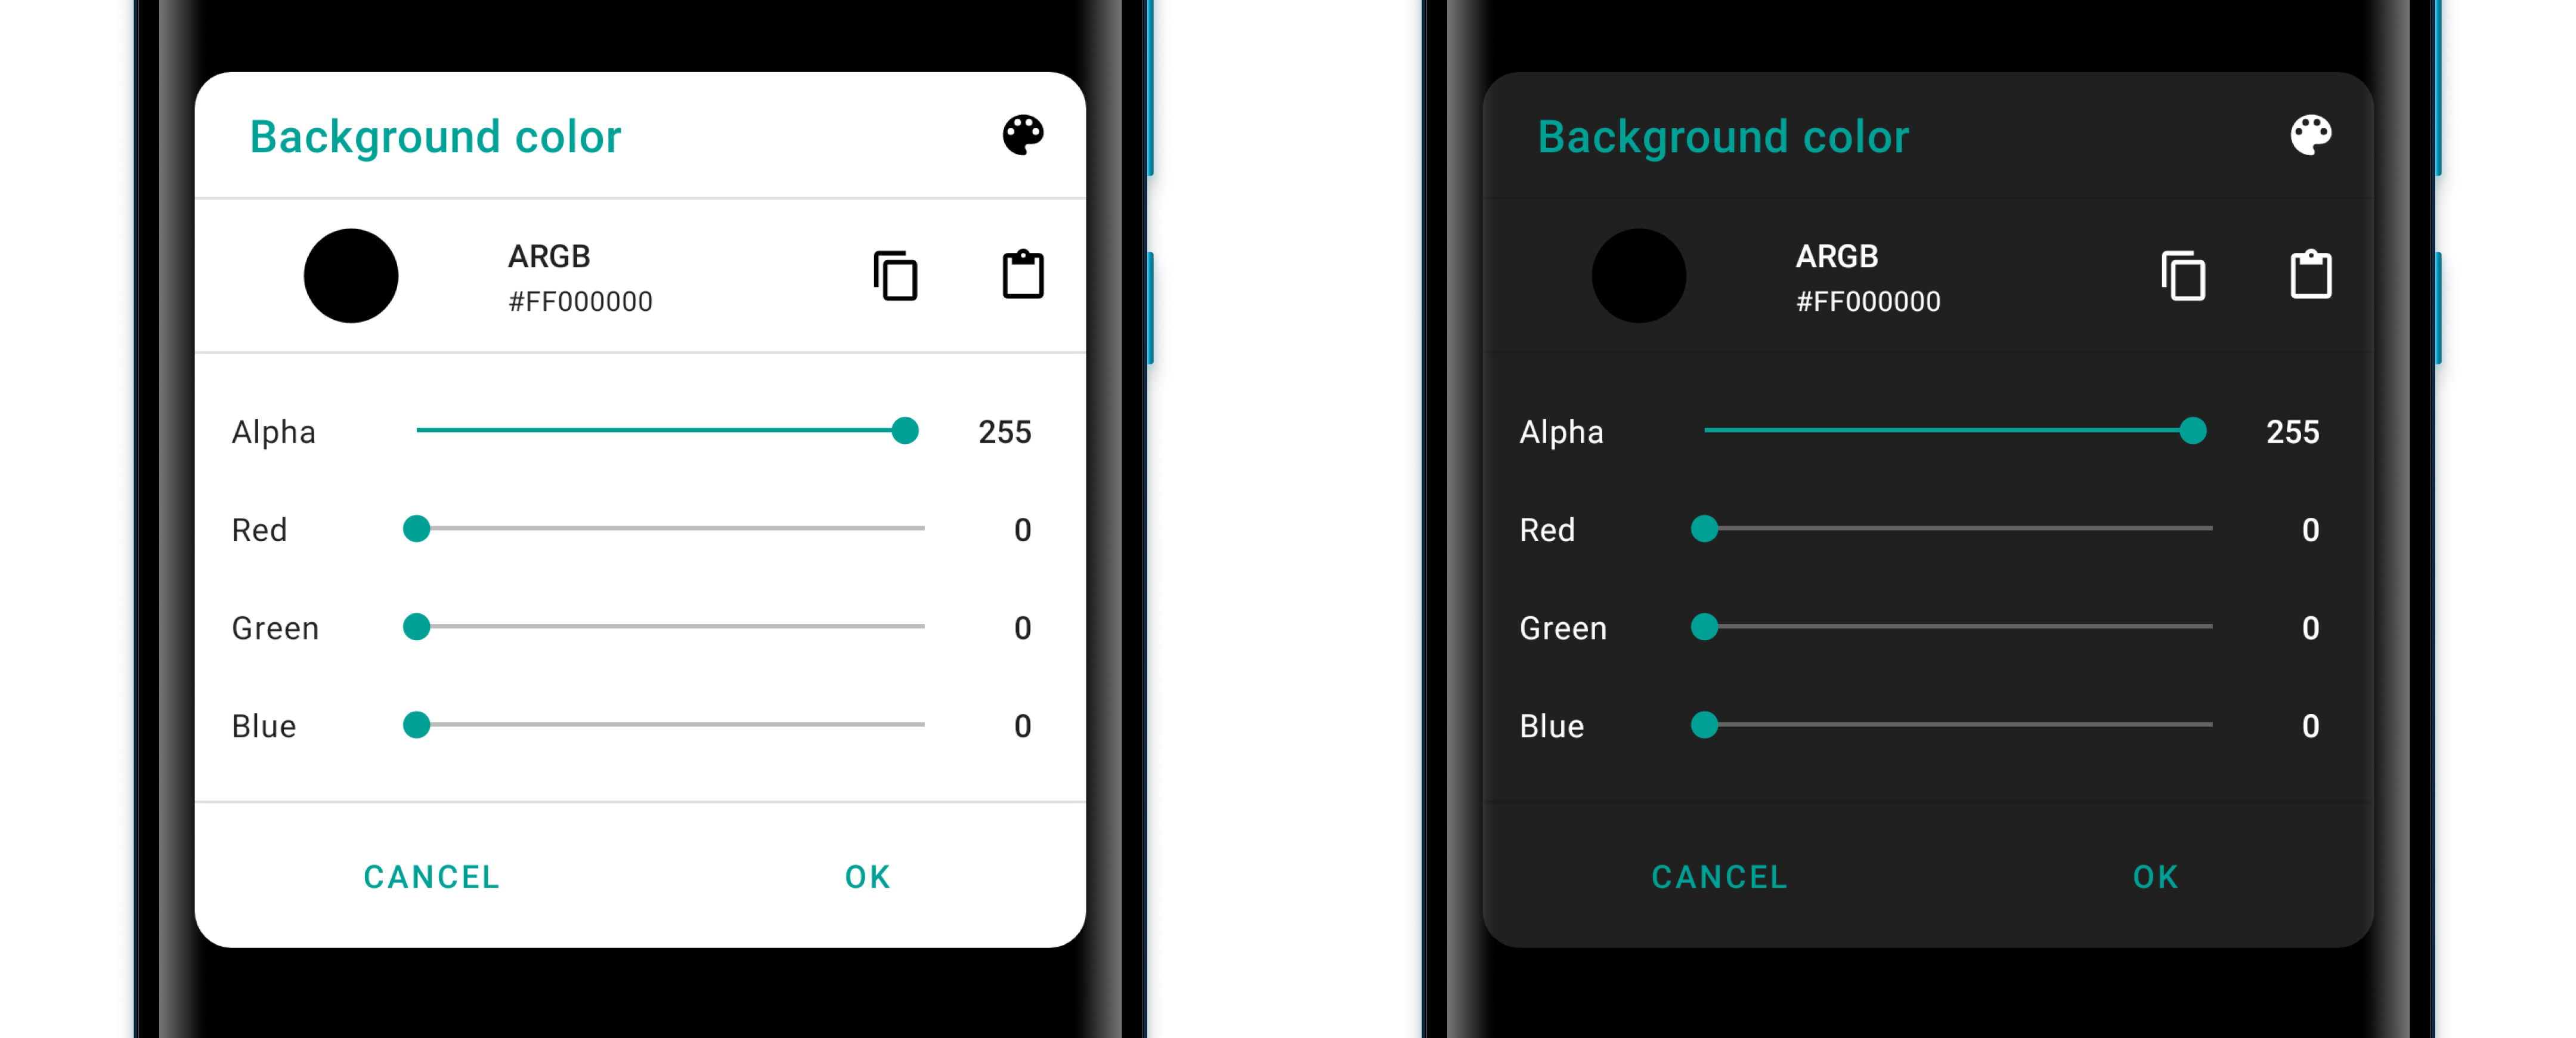 Background color
ARGB
#FF000000
Alpha 255
Red 0
Green 0
Blue 0
CANCEL OK
Background color
ARGB
#FF000000
Alpha 255
Red 0
Green 0
Blue 0
CANCEL OK